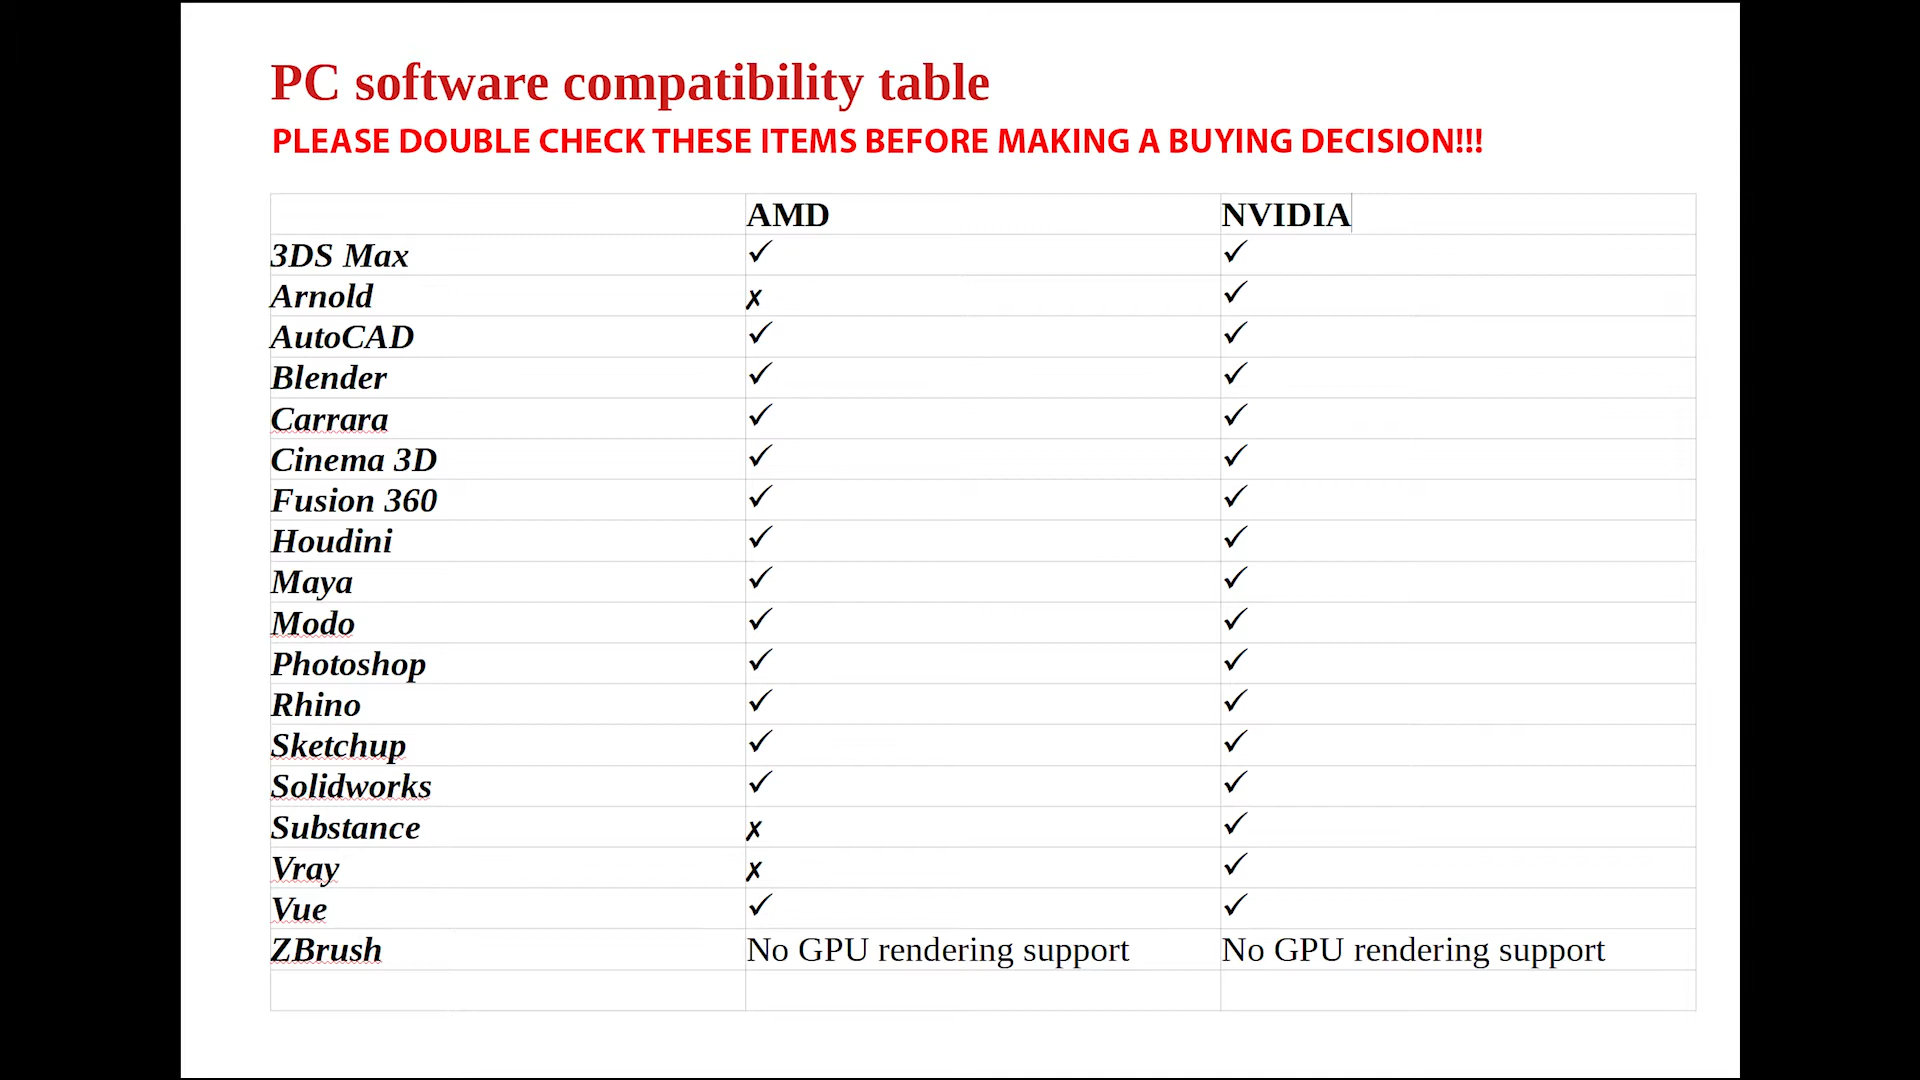 PC software compatibility table
PLEASE DOUBLE CHECK THESE ITEMS BEFORE MAKING A BUYING DECISION!!!
AMD NVIDIA
3DS Max ✓ ✓
Arnold ✗ ✓
AutoCAD ✓ ✓
Blender ✓ ✓
Carrara ✓ ✓
Cinema 3D ✓ ✓
Fusion 360 ✓ ✓
Houdini ✓ ✓
Maya ✓ ✓
Modo ✓ ✓
Photoshop ✓ ✓
Rhino ✓ ✓
Sketchup ✓ ✓
Solidworks ✓ ✓
Substance ✗ ✓
Vray ✗ ✓
Vue ✓ ✓
ZBrush No GPU rendering support No GPU rendering support